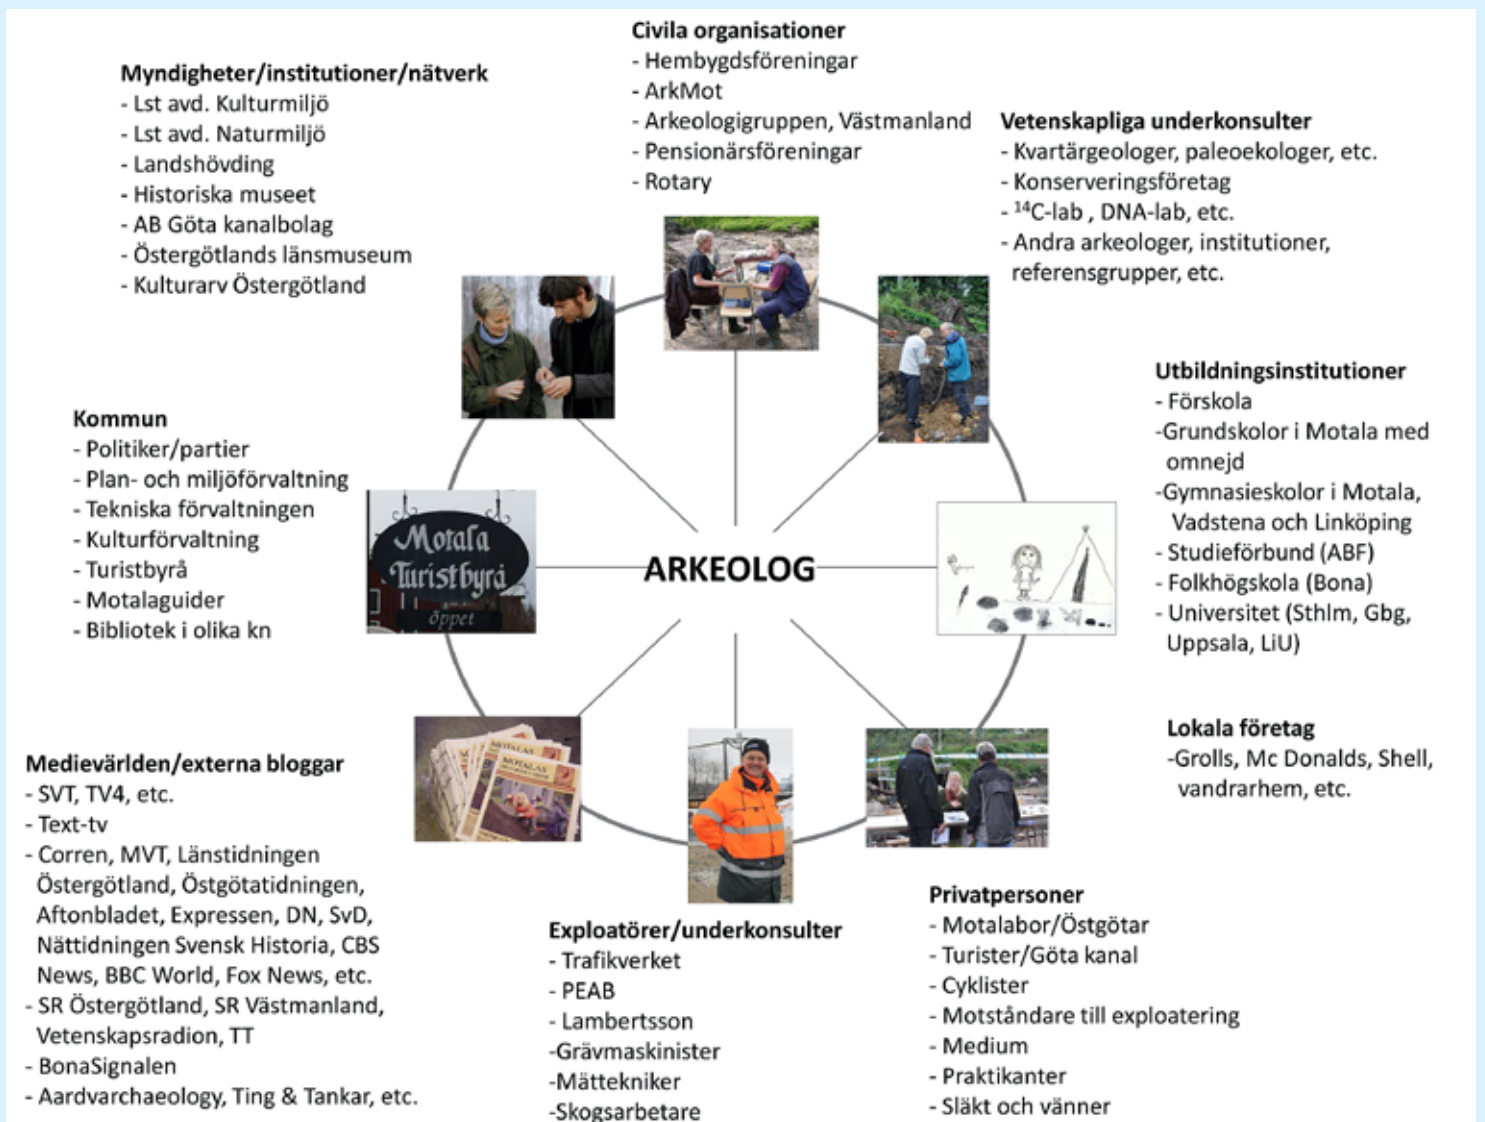 Civila organisationer
- Hembygdsföreningar
- ArkMot
- Arkeologigruppen, Västmanland
- Pensionärsföreningar
- Rotary
Myndigheter/institutioner/nätverk
- Lst avd. Kulturmiljö
- Lst avd. Naturmiljö
- Landshövding
- Historiska museet
- AB Göta kanalbolag
- Östergötlands länsmuseum
- Kulturarv Östergötland
Vetenskapliga underkonsulter
- Kvartärgeologer, paleoekologer, etc.
- Konserveringsföretag
- ¹⁴C-lab , DNA-lab, etc.
- Andra arkeologer, institutioner,
referensgrupper, etc.
Utbildningsinstitutioner
- Förskola
-Grundskolor i Motala med
omnejd
-Gymnasieskolor i Motala,
Vadstena och Linköping
- Studieförbund (ABF)
- Folkhögskola (Bona)
- Universitet (Sthlm, Gbg,
Uppsala, LiU)
Kommun
- Politiker/partier
- Plan- och miljöförvaltning
- Tekniska förvaltningen
- Kulturförvaltning
- Turistbyrå
- Motalaguider
- Bibliotek i olika kn
Motala
Turistbyrå
öppet
ARKEOLOG
Lokala företag
-Grolls, Mc Donalds, Shell,
vandrarhem, etc.
MOTALAS
MOTALAS
Medievärlden/externa bloggar
- SVT, TV4, etc.
- Text-tv
- Corren, MVT, Länstidningen
Östergötland, Östgötatidningen,
Aftonbladet, Expressen, DN, SvD,
Nättidningen Svensk Historia, CBS
News, BBC World, Fox News, etc.
- SR Östergötland, SR Västmanland,
Vetenskapsradion, TT
- BonaSignalen
- Aardvarchaeology, Ting & Tankar, etc.
Exploatörer/underkonsulter
- Trafikverket
- PEAB
- Lambertsson
-Grävmaskinister
-Mättekniker
-Skogsarbetare
Privatpersoner
- Motalabor/Östgötar
- Turister/Göta kanal
- Cyklister
- Motståndare till exploatering
- Medium
- Praktikanter
- Släkt och vänner